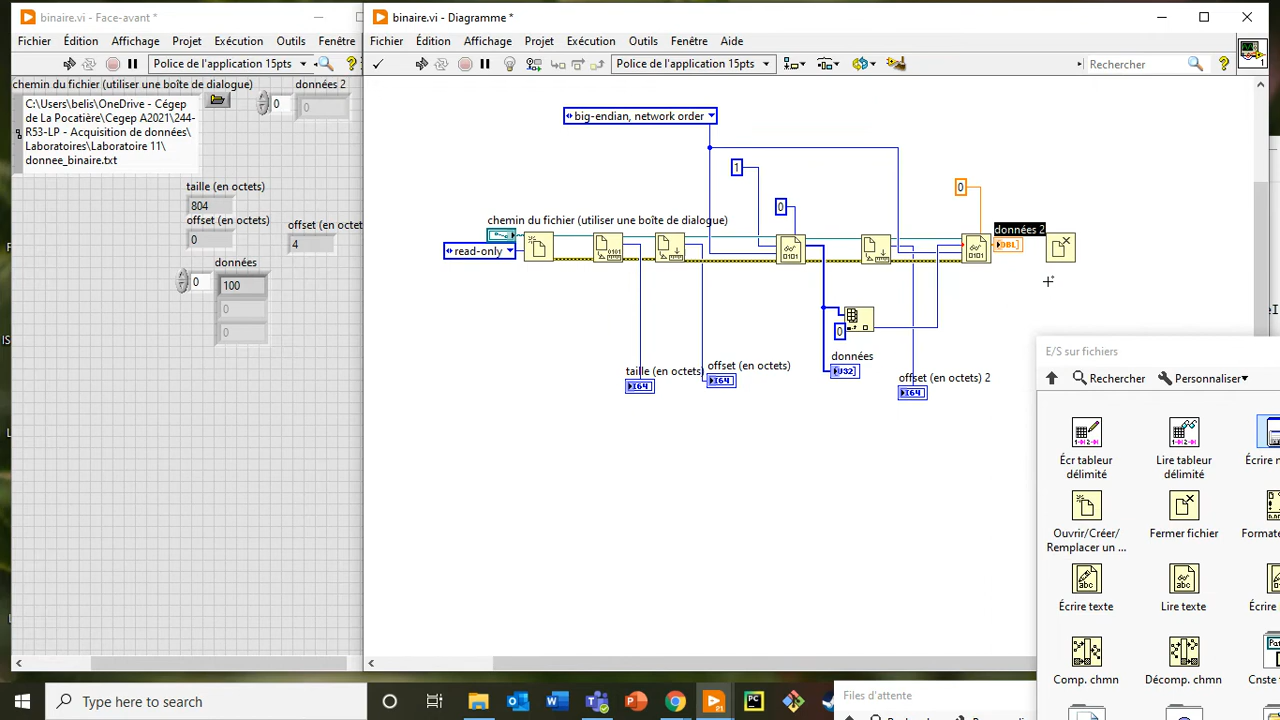 binaire.vi - Face-avant *
Fichier Édition Affichage Projet Exécution Outils Fenêtre
Police de l'application 15pts
chemin du fichier (utiliser une boîte de dialogue)
données 2
0
0
C:\Users\belis\OneDrive - Cégep
de La Pocatière\Cegep A2021\244-
R53-LP - Acquisition de données\
Laboratoires\Laboratoire 11\
donnee_binaire.txt
taille (en octets)
804
offset (en octets)
0
offset (en octet
4
données
0
100
0
0
binaire.vi - Diagramme *
Fichier Édition Affichage Projet Exécution Outils Fenêtre Aide
Police de l'application 15pts
Rechercher
big-endian, network order
1
0
0
chemin du fichier (utiliser une boîte de dialogue)
read-only
données 2
DBL]
0
données
U32]
taille (en octets)
I64
offset (en octets)
I64
offset (en octets) 2
I64
E/S sur fichiers
Rechercher Personnaliser
Écr tableur
délimité
Lire tableur
délimité
Ouvrir/Créer/
Remplacer un ...
Fermer fichier
Formate
Écrire texte
Lire texte
Écrire
Comp. chmn
Décomp. chmn
Cnste
Files d'attente
Type here to search